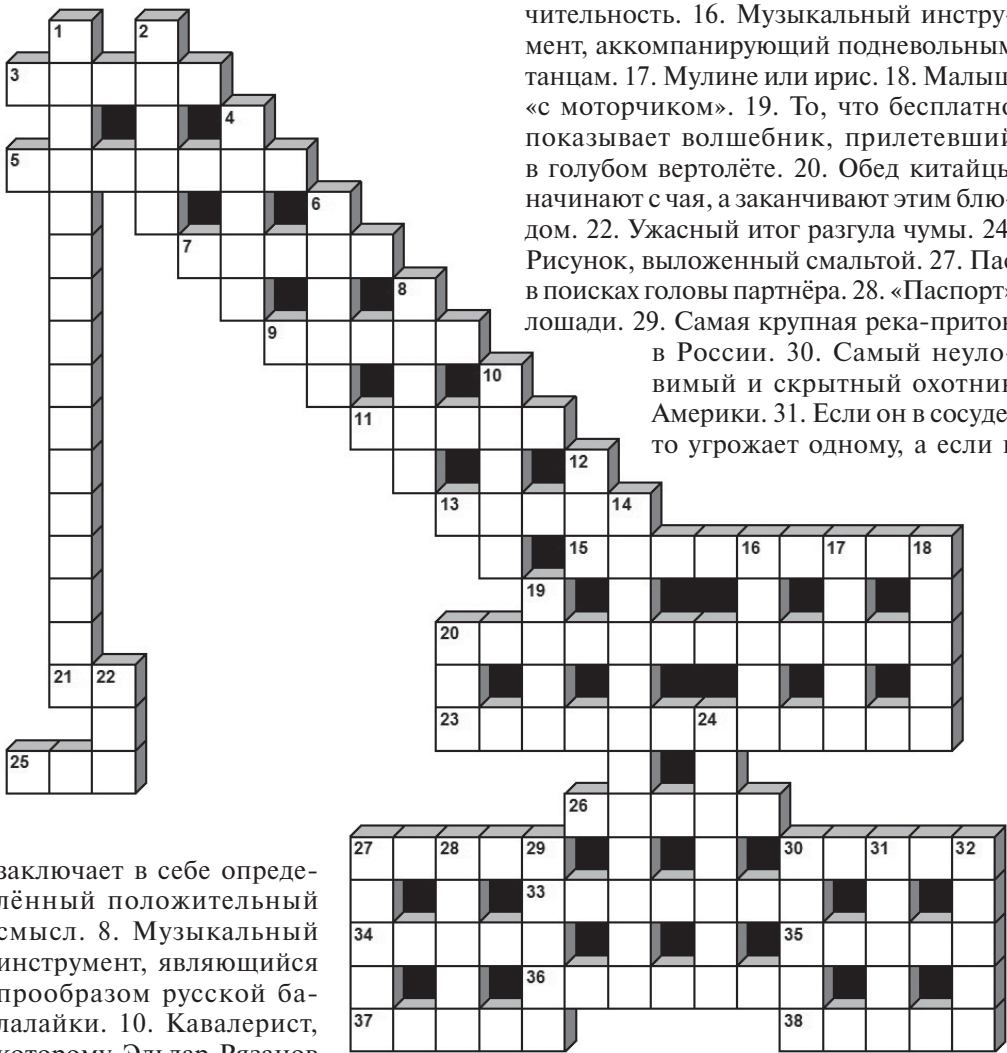 чительность. 16. Музыкальный инстру-
мент, аккомпанирующий подневольным
танцам. 17. Мулине или ирис. 18. Малыш
«с моторчиком». 19. То, что бесплатно
показывает волшебник, прилетевший
в голубом вертолёте. 20. Обед китайцы
начинают с чая, а заканчивают этим блю-
дом. 22. Ужасный итог разгула чумы. 24.
Рисунок, выложенный смальтой. 27. Пас
в поисках головы партнёра. 28. «Паспорт»
лошади. 29. Самая крупная река-приток
в России. 30. Самый неуло-
вимый и скрытный охотник
Америки. 31. Если он в сосуде,
то угрожает одному, а если в
1 2
3
4
5
6
7
8
9
10
11
12
13 14
15 16 17 18
19
20
21 22
23 24
25
26
27 28 29 30 31 32
33
34 35
36
37 38
заключает в себе опреде-
лённый положительный
смысл. 8. Музыкальный
инструмент, являющийся
прообразом русской ба-
лалайки. 10. Кавалерист,
которому Эльдар Рязанов